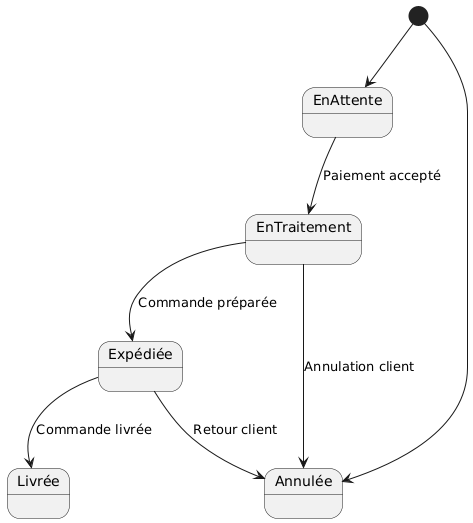 EnAttente
Paiement accepté
EnTraitement
Commande préparée
Expédiée
Annulation client
Commande livrée
Retour client
Livrée
Annulée